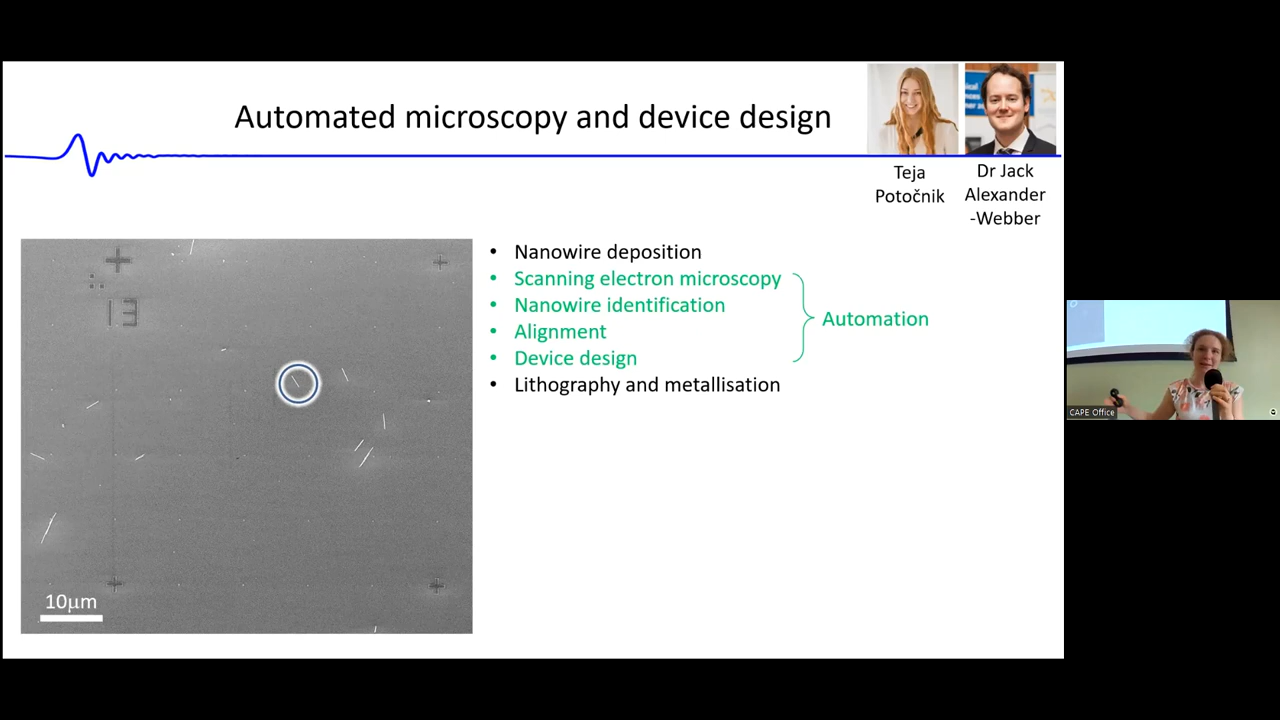 Automated microscopy and device design
Teja
Potočnik
Dr Jack
Alexander
-Webber
• Nanowire deposition
• Scanning electron microscopy
• Nanowire identification
• Alignment
• Device design
• Lithography and metallisation
Automation
13
10μm
CAPE Office